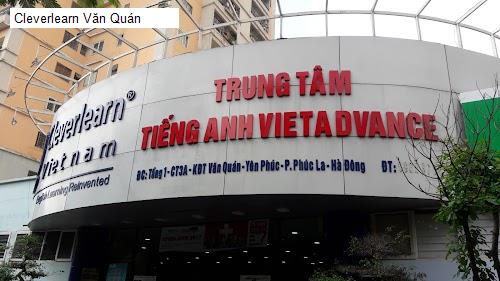 Cleverlearn Văn Quán
Cleverlearn®
Vietnam
English Learning Reinvented
TRUNG TÂM
TIẾNG ANH VIETADVANCE
ĐC: Tầng 1 - CT3A - KĐT Văn Quán - Yên Phúc - P. Phúc La - Hà Đông ĐT: